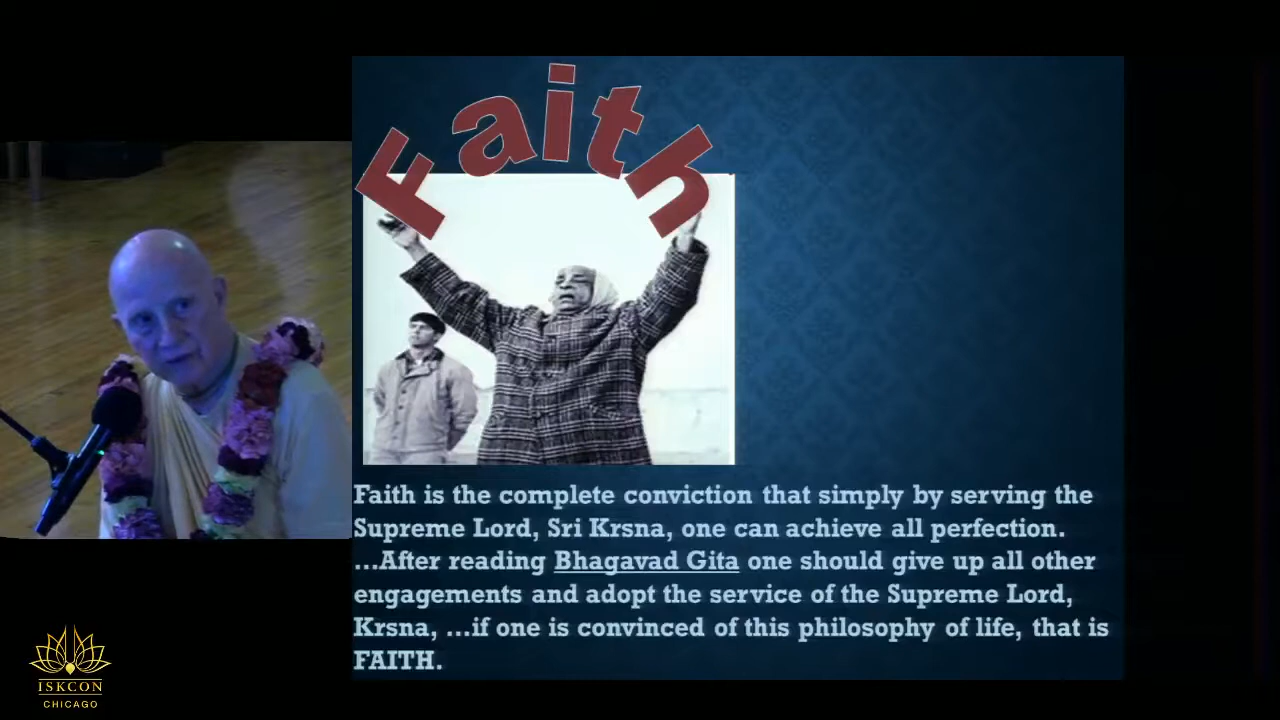 Faith
Faith is the complete conviction that simply by serving the
Supreme Lord, Sri Krsna, one can achieve all perfection.
...After reading Bhagavad Gita one should give up all other
engagements and adopt the service of the Supreme Lord,
Krsna, ...if one is convinced of this philosophy of life, that is
FAITH.
ISKCON
CHICAGO